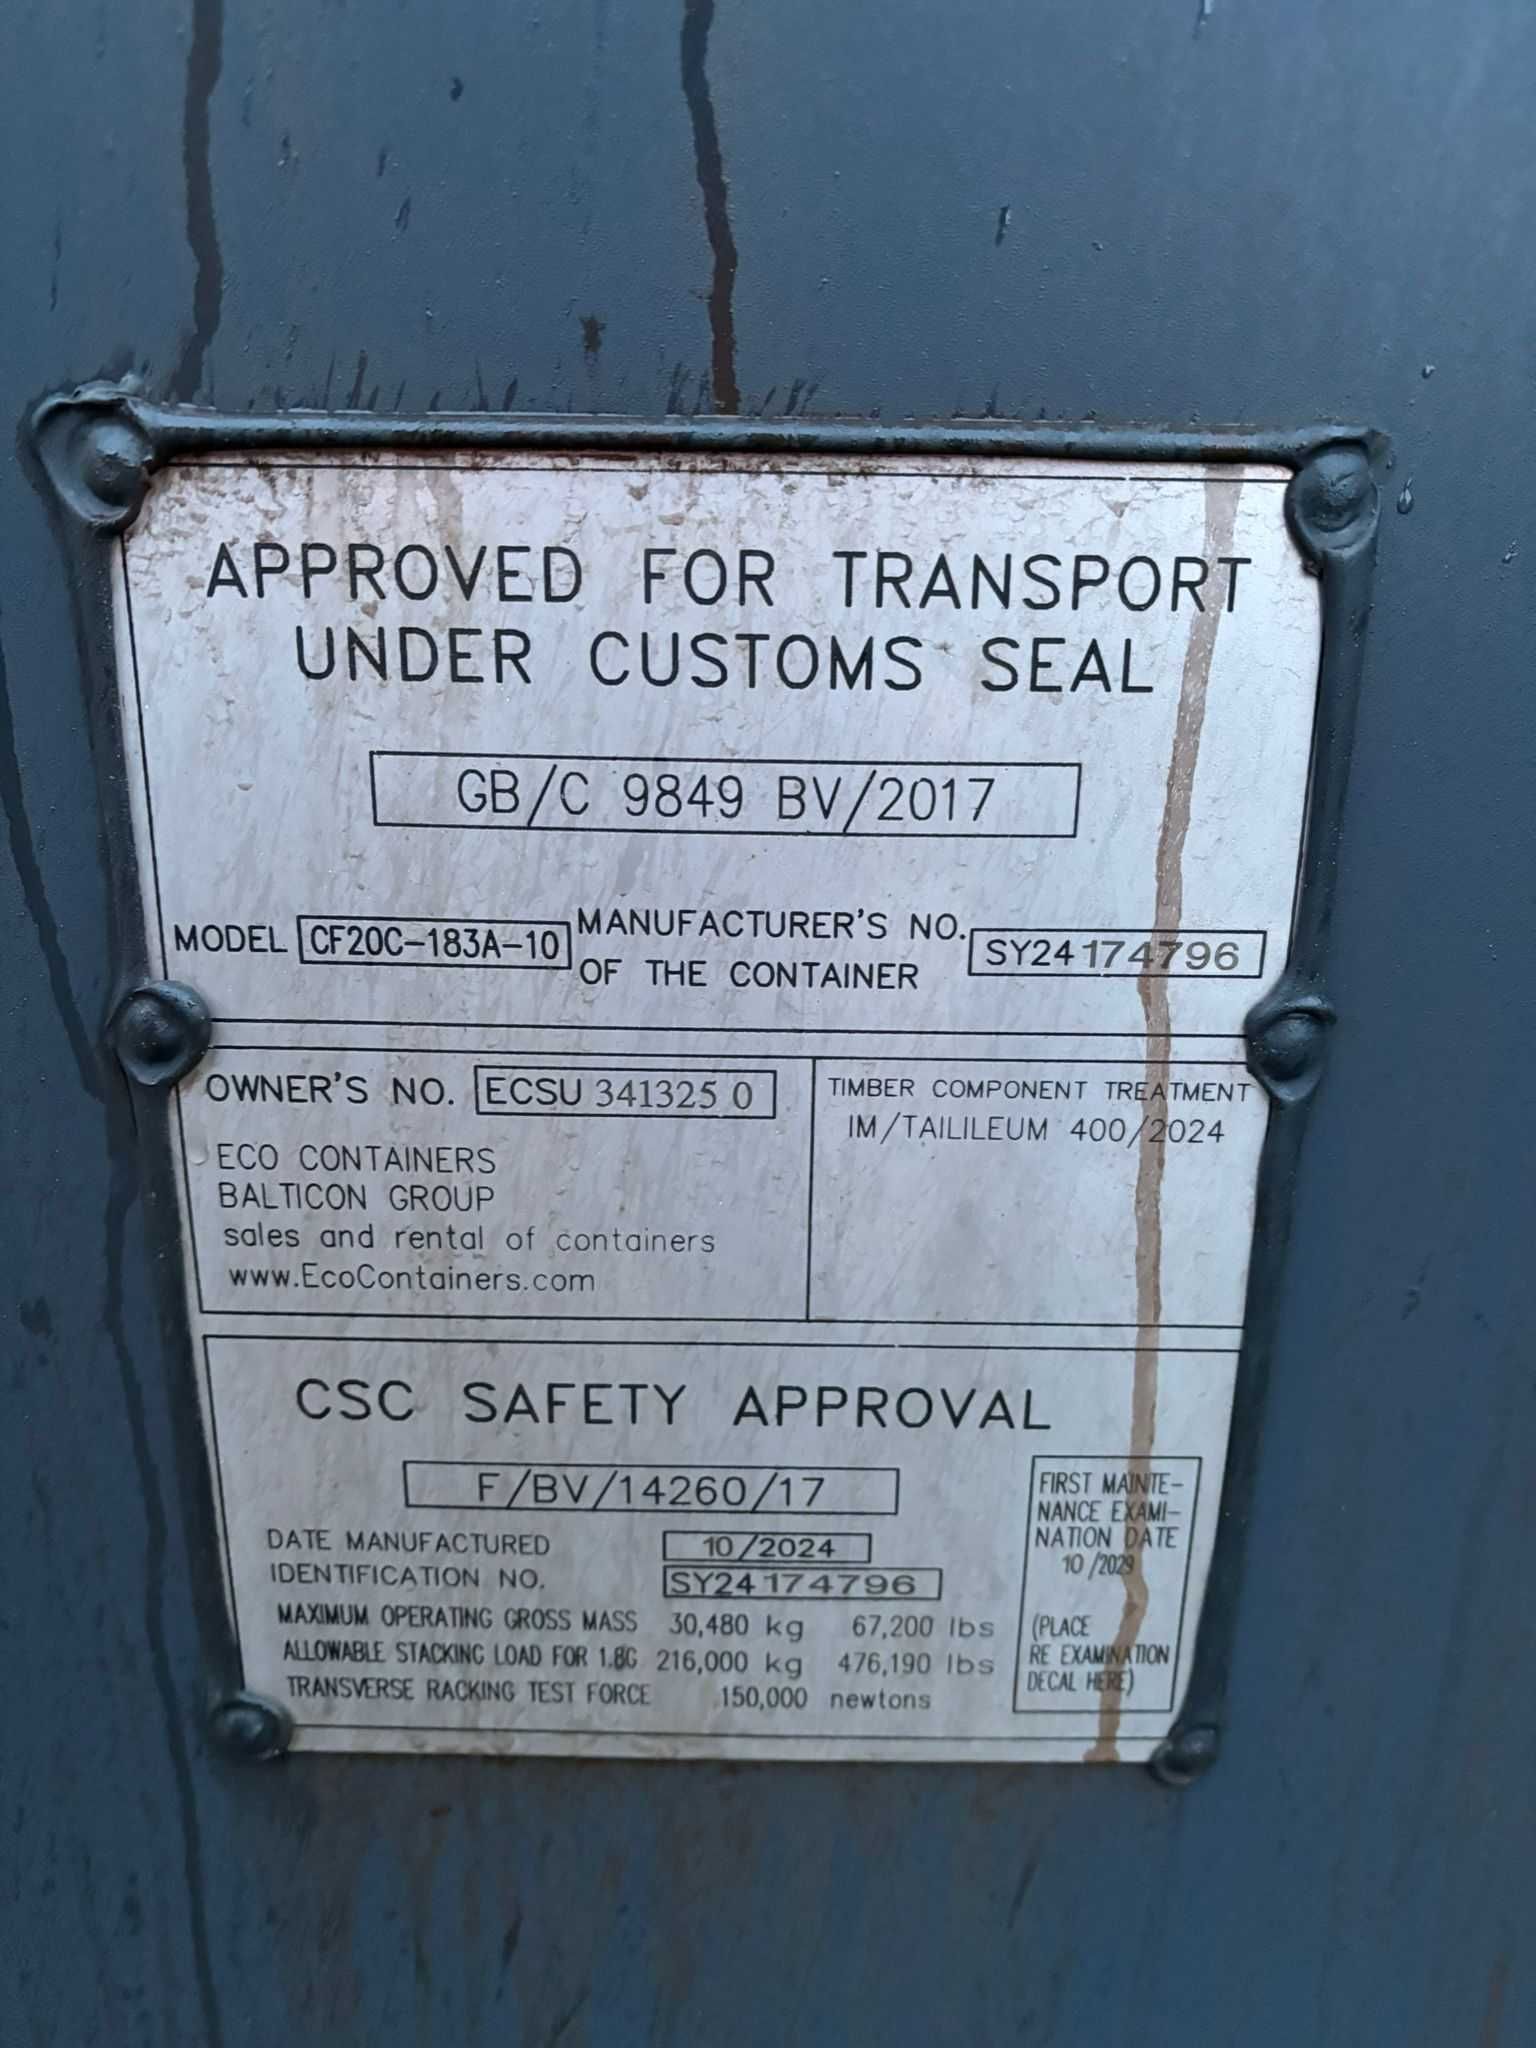 APPROVED FOR TRANSPORT
UNDER CUSTOMS SEAL
GB/C 9849 BV/2017
MODEL CF20C-183A-10 MANUFACTURER'S NO.
OF THE CONTAINER SY24174796
OWNER'S NO. ECSU 341325 0
ECO CONTAINERS
BALTICON GROUP
sales and rental of containers
www.EcoContainers.com
TIMBER COMPONENT TREATMENT
IM/TAILILEUM 400/2024
CSC SAFETY APPROVAL
F/BV/14260/17
DATE MANUFACTURED 10/2024
IDENTIFICATION NO. SY24174796
MAXIMUM OPERATING GROSS MASS 30,480 kg 67,200 lbs
ALLOWABLE STACKING LOAD FOR 1.8G 216,000 kg 476,190 lbs
TRANSVERSE RACKING TEST FORCE 150,000 newtons
FIRST MAINTE-
NANCE EXAMI-
NATION DATE
10/2029
(PLACE
RE EXAMINATION
DECAL HERE)